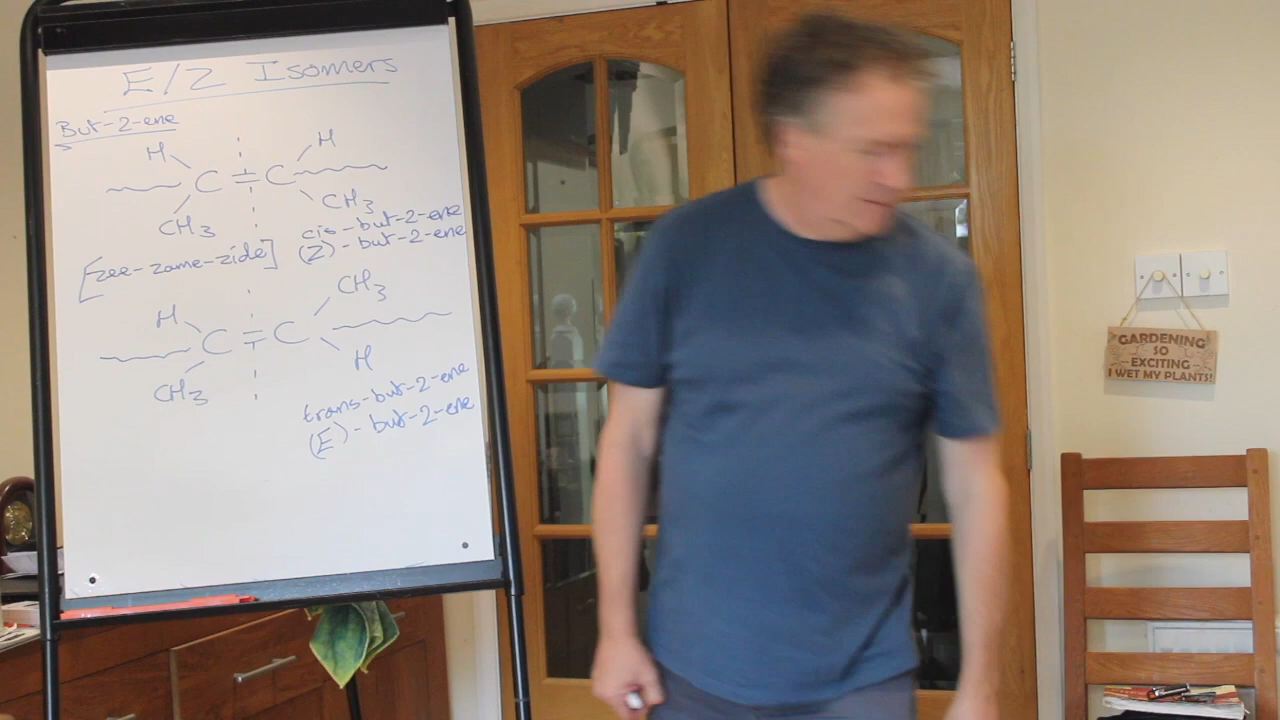 E/Z Isomers
But-2-ene
H H
C = C
CH3 CH3
cis-but-2-ene
[zee-zame-zide] (Z)-but-2-ene
CH3
H
C = C
H
CH3
trans-but-2-ene
(E)-but-2-ene
GARDENING
SO
EXCITING
I WET MY PLANTS!